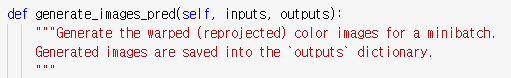 def generate_images_pred(self, inputs, outputs):
    """Generate the warped (reprojected) color images for a minibatch.
    Generated images are saved into the `outputs` dictionary.
    """